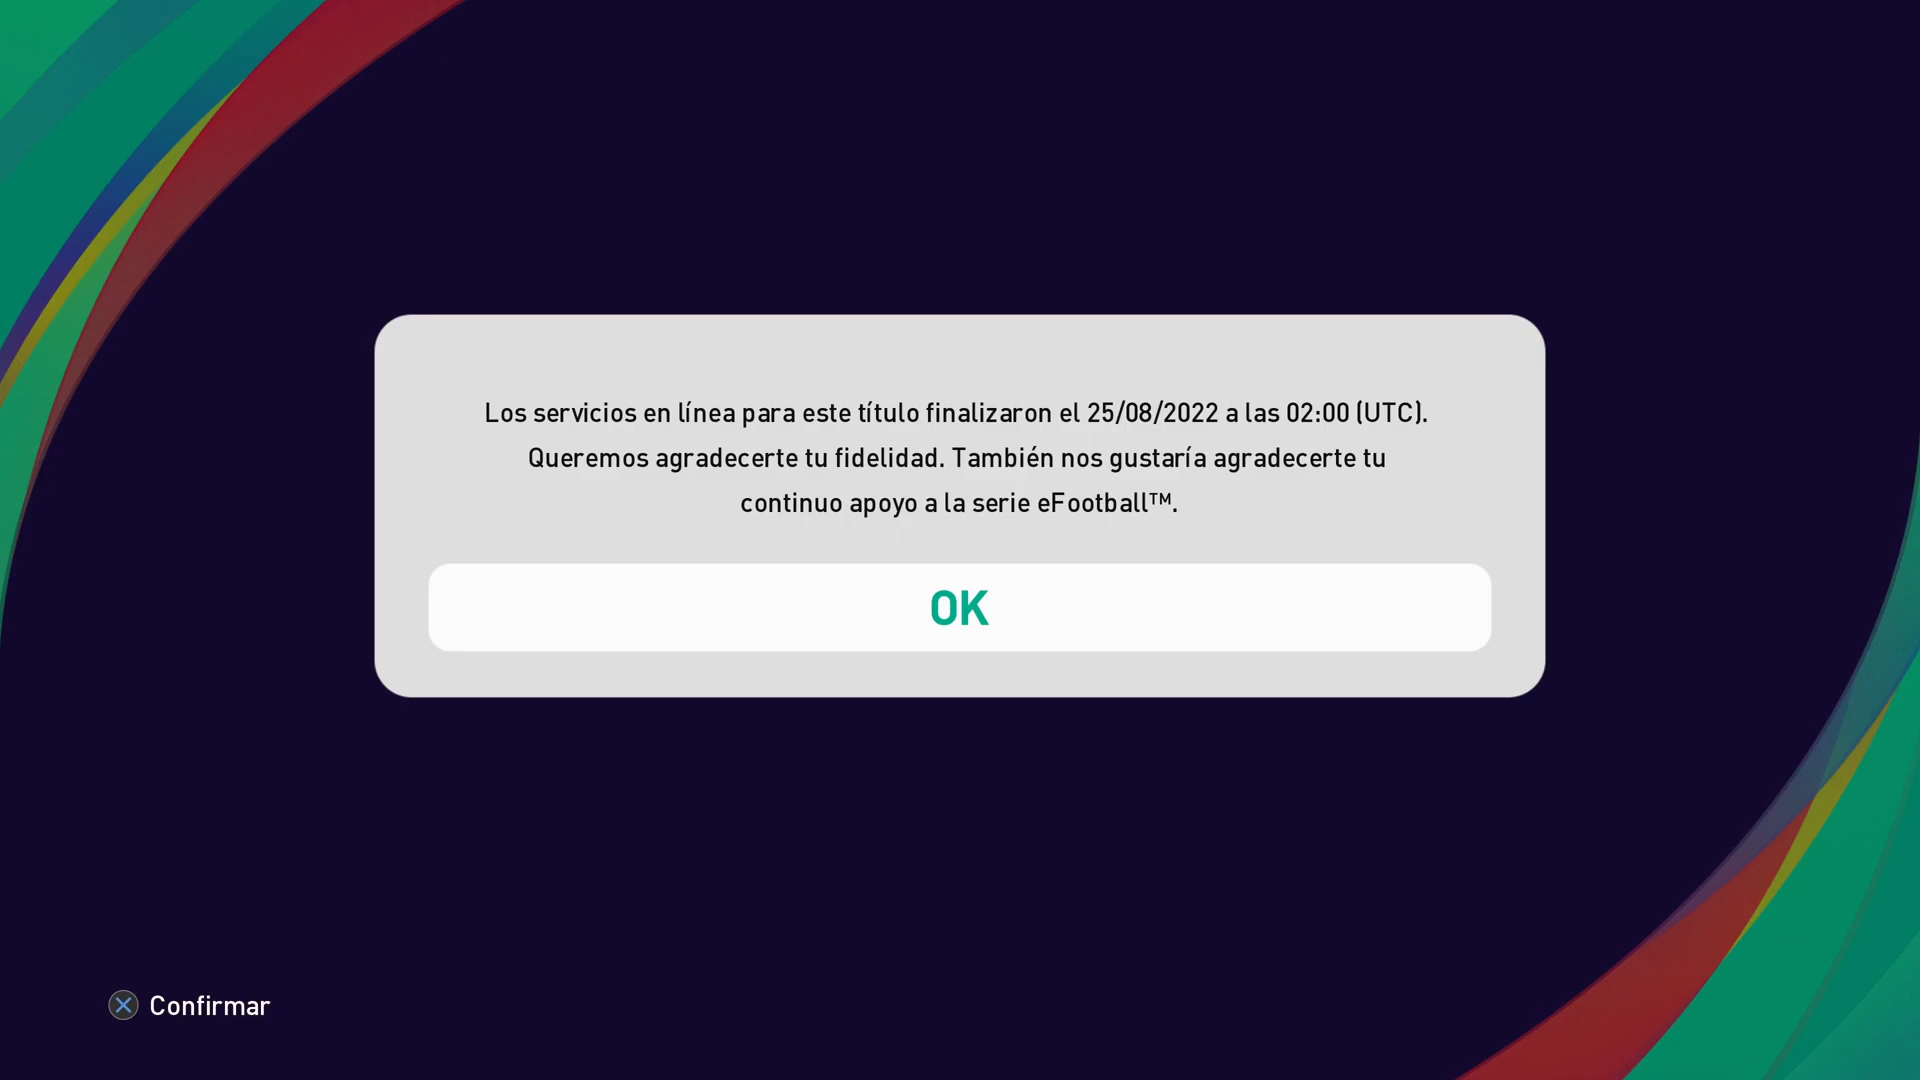 Los servicios en línea para este título finalizaron el 25/08/2022 a las 02:00 (UTC).
Queremos agradecerte tu fidelidad. También nos gustaría agradecerte tu
continuo apoyo a la serie eFootball™.
OK
Confirmar